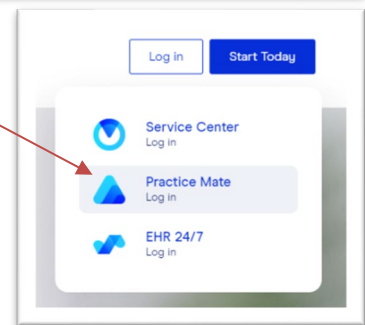 Log in
Start Today
Service Center
Log in
Practice Mate
Log in
EHR 24/7
Log in